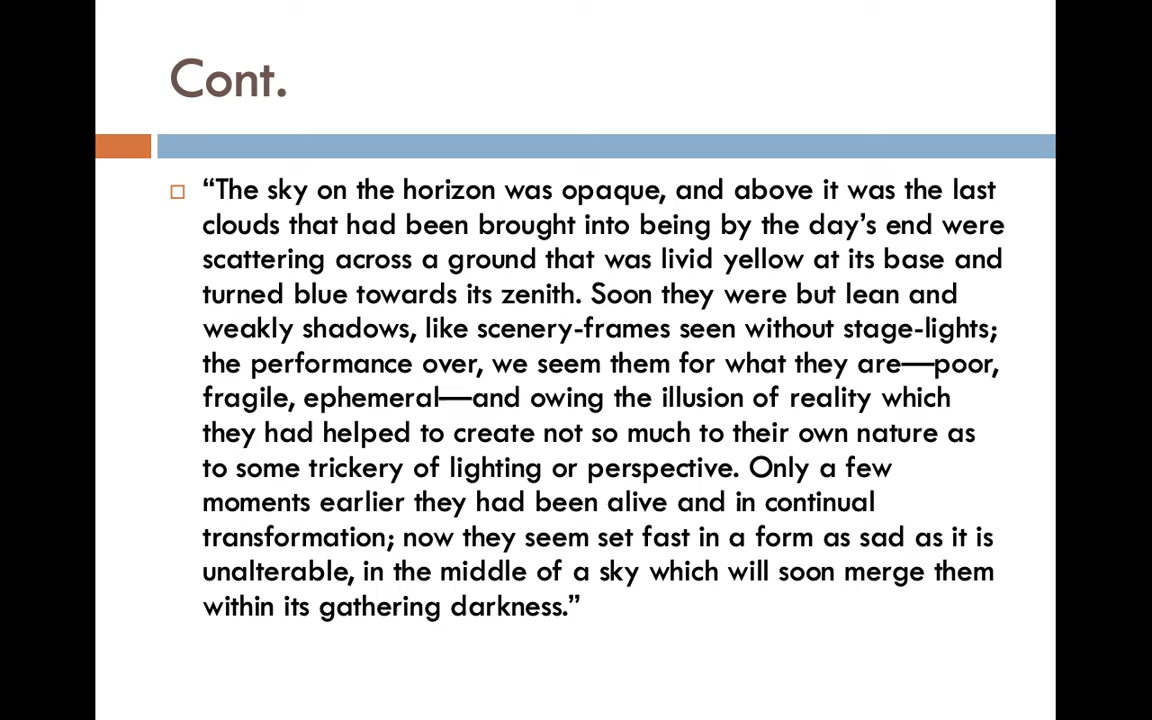 Cont.
“The sky on the horizon was opaque, and above it was the last
clouds that had been brought into being by the day’s end were
scattering across a ground that was livid yellow at its base and
turned blue towards its zenith. Soon they were but lean and
weakly shadows, like scenery-frames seen without stage-lights;
the performance over, we seem them for what they are—poor,
fragile, ephemeral—and owing the illusion of reality which
they had helped to create not so much to their own nature as
to some trickery of lighting or perspective. Only a few
moments earlier they had been alive and in continual
transformation; now they seem set fast in a form as sad as it is
unalterable, in the middle of a sky which will soon merge them
within its gathering darkness.”